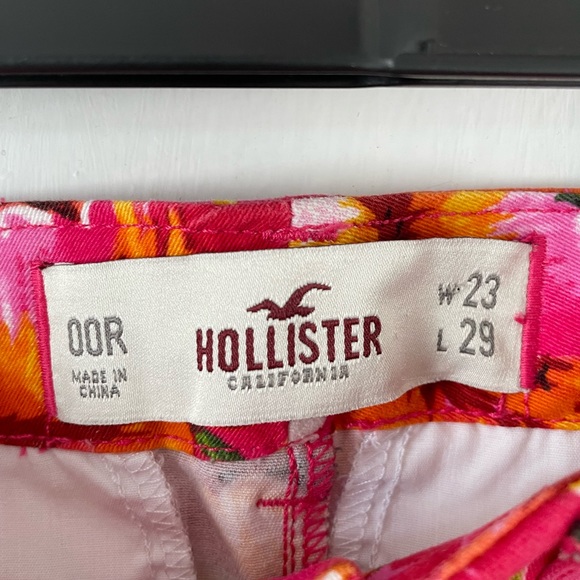 00R
MADE IN
CHINA
HOLLISTER
CALIFORNIA
W 23
L 29